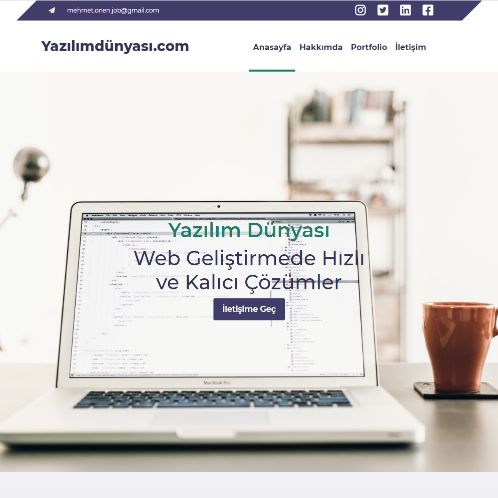 mehmet.onen.job@gmail.com
Yazılımdünyası.com
Anasayfa Hakkımda Portfolio İletişim
Yazılım Dünyası
Web Geliştirmede Hızlı
ve Kalıcı Çözümler
İletişime Geç
MacBook Pro